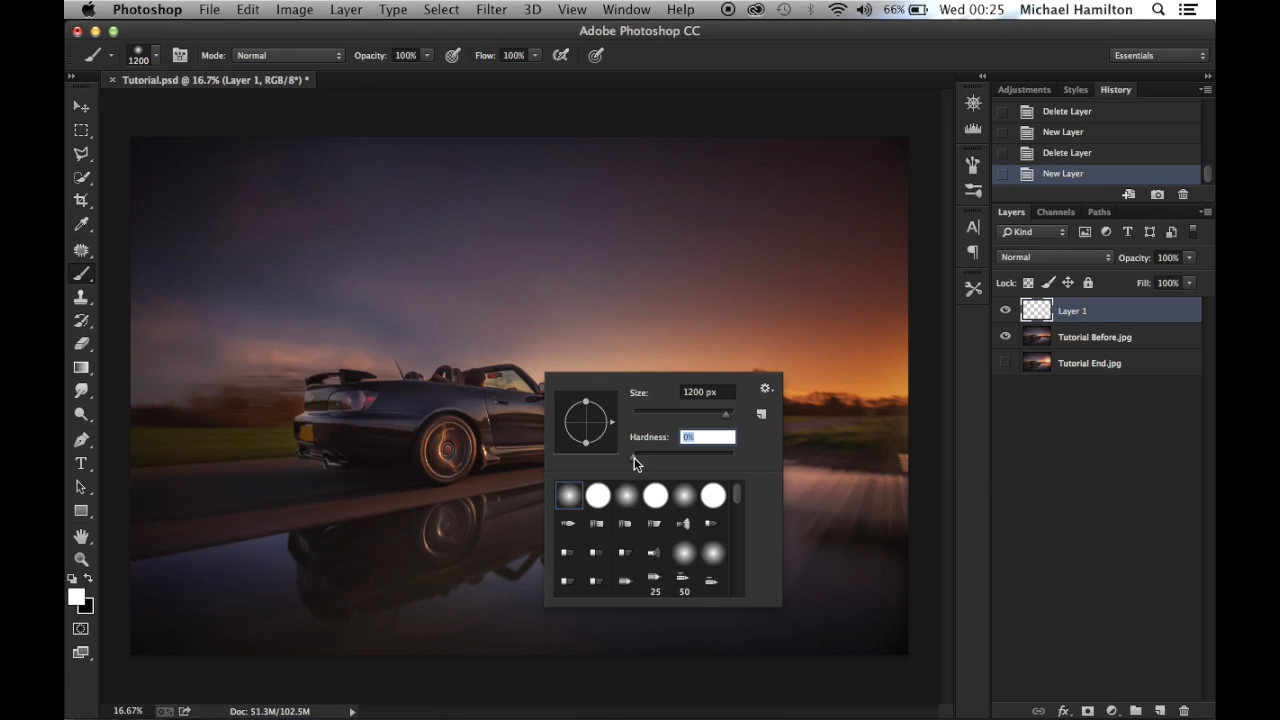 Photoshop File Edit Image Layer Type Select Filter 3D View Window Help 66% Wed 00:25 Michael Hamilton
Adobe Photoshop CC
1200 Mode: Normal Opacity: 100% Flow: 100% Essentials
× Tutorial.psd @ 16.7% (Layer 1, RGB/8*) *
Adjustments Styles History
Delete Layer
New Layer
Delete Layer
New Layer
Layers Channels Paths
Kind
Normal Opacity: 100%
Lock: Fill: 100%
Layer 1
Tutorial Before.jpg
Tutorial End.jpg
Size: 1200 px
Hardness: 0%
25 50
16.67% Doc: 51.3M/102.5M